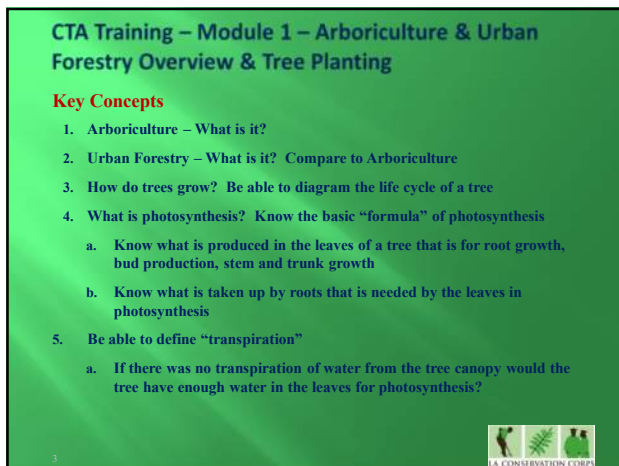 CTA Training – Module 1 – Arboriculture & Urban
Forestry Overview & Tree Planting
Key Concepts
1. Arboriculture – What is it?
2. Urban Forestry – What is it? Compare to Arboriculture
3. How do trees grow? Be able to diagram the life cycle of a tree
4. What is photosynthesis? Know the basic “formula” of photosynthesis
a. Know what is produced in the leaves of a tree that is for root growth,
bud production, stem and trunk growth
b. Know what is taken up by roots that is needed by the leaves in
photosynthesis
5. Be able to define “transpiration”
a. If there was no transpiration of water from the tree canopy would the
tree have enough water in the leaves for photosynthesis?
3
LA CONSERVATION CORPS